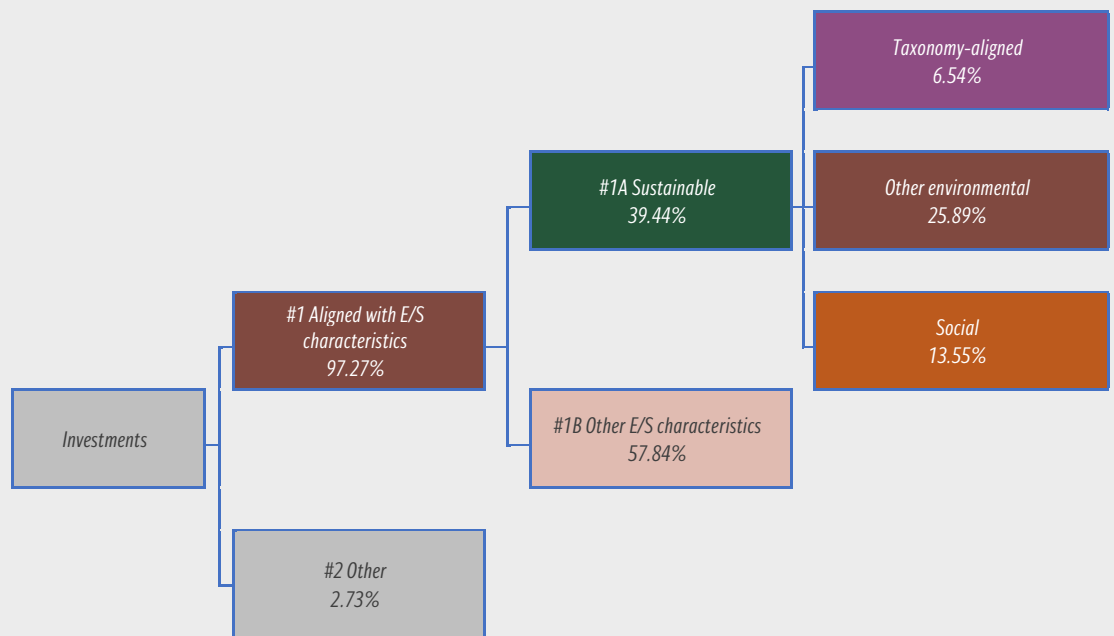 Taxonomy-aligned
6.54%
#1A Sustainable
39.44%
Other environmental
25.89%
#1 Aligned with E/S
characteristics
97.27%
Social
13.55%
Investments
#1B Other E/S characteristics
57.84%
#2 Other
2.73%